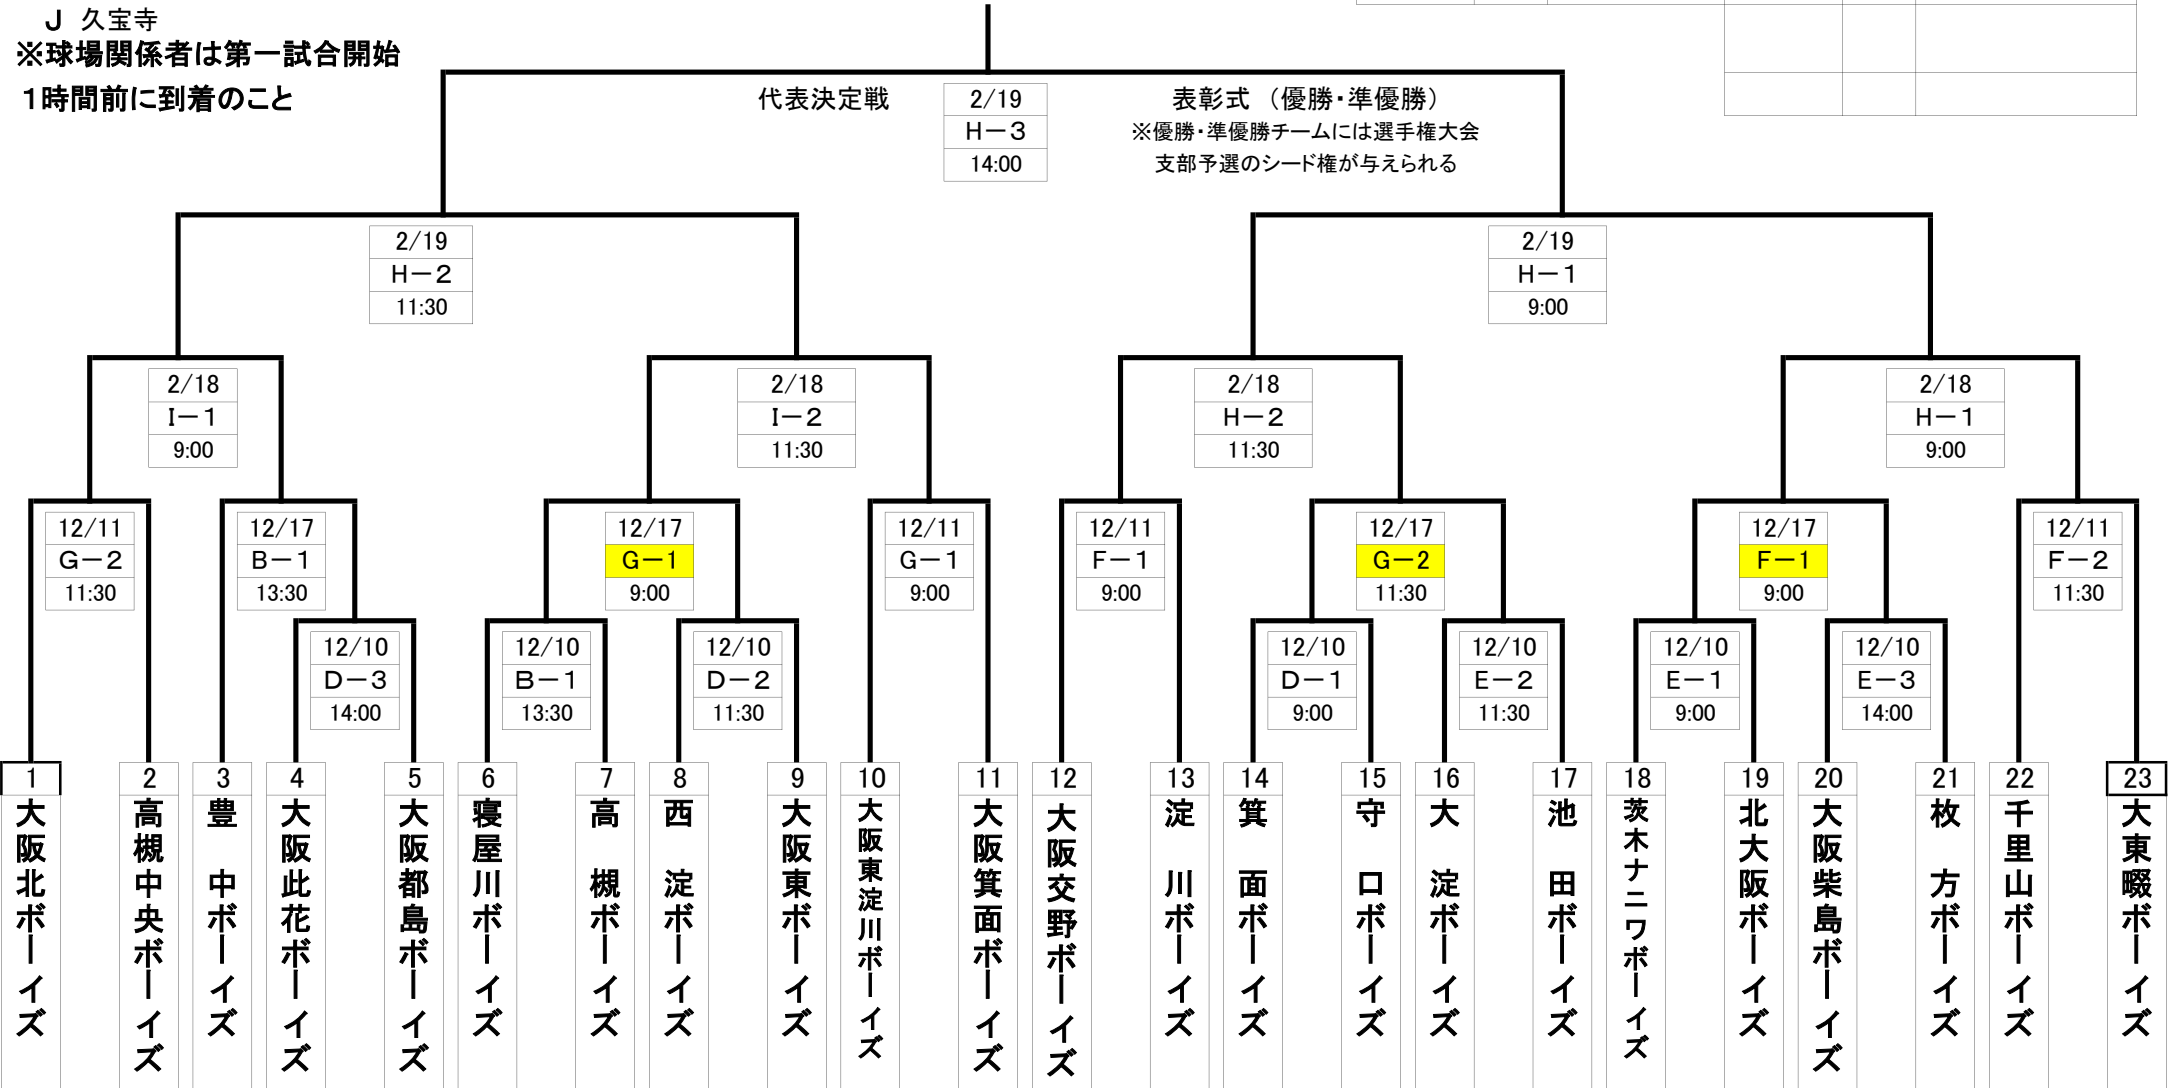 J 久宝寺
※球場関係者は第一試合開始
1時間前に到着のこと
代表決定戦
2/19
H－3
14:00
表彰式 （優勝・準優勝）
※優勝・準優勝チームには選手権大会
支部予選のシード権が与えられる
2/19
H－2
11:30
2/19
H－1
9:00
2/18
I－1
9:00
2/18
I－2
11:30
2/18
H－2
11:30
2/18
H－1
9:00
12/11
G－2
11:30
12/17
B－1
13:30
12/17
G－1
9:00
12/11
G－1
9:00
12/11
F－1
9:00
12/17
G－2
11:30
12/17
F－1
9:00
12/11
F－2
11:30
12/10
D－3
14:00
12/10
B－1
13:30
12/10
D－2
11:30
12/10
D－1
9:00
12/10
E－2
11:30
12/10
E－1
9:00
12/10
E－3
14:00
1
大阪北ボーイズ
2
高槻中央ボーイズ
3
豊　中ボーイズ
4
大阪此花ボーイズ
5
大阪都島ボーイズ
6
寝屋川ボーイズ
7
高　槻ボーイズ
8
西　淀ボーイズ
9
大阪東ボーイズ
10
大阪東淀川ボーイズ
11
大阪箕面ボーイズ
12
大阪交野ボーイズ
13
淀　川ボーイズ
14
箕　面ボーイズ
15
守　口ボーイズ
16
大　淀ボーイズ
17
池　田ボーイズ
18
茨木ナニワボーイズ
19
北大阪ボーイズ
20
大阪柴島ボーイズ
21
枚　方ボーイズ
22
千里山ボーイズ
23
大東畷ボーイズ